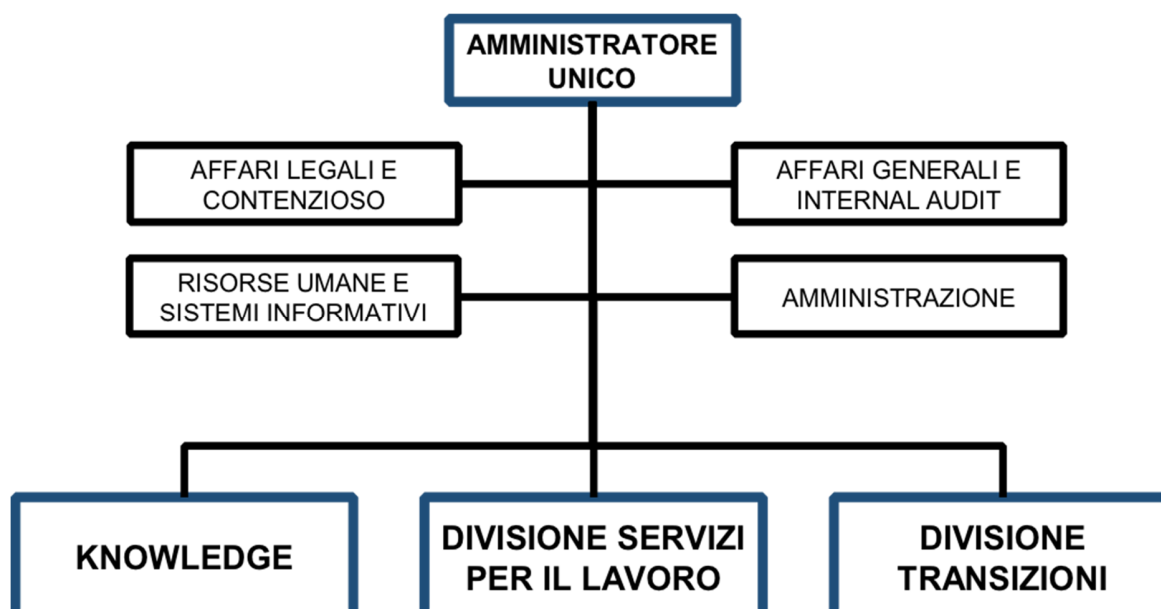 AMMINISTRATORE
UNICO
AFFARI LEGALI E
CONTENZIOSO
AFFARI GENERALI E
INTERNAL AUDIT
RISORSE UMANE E
SISTEMI INFORMATIVI
AMMINISTRAZIONE
KNOWLEDGE
DIVISIONE SERVIZI
PER IL LAVORO
DIVISIONE
TRANSIZIONI